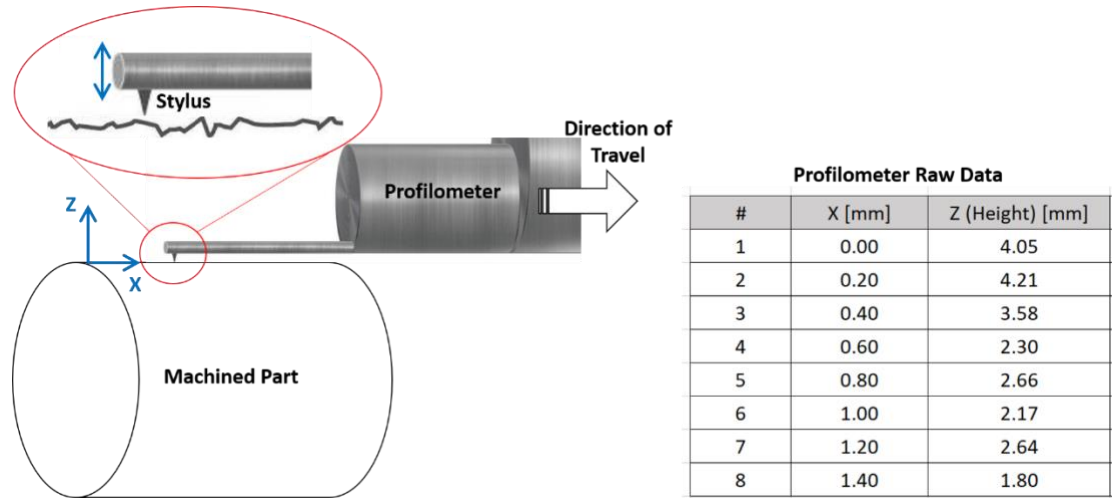 Stylus
Direction of
Travel
Profilometer
Z
X
Machined Part
Profilometer Raw Data
# X [mm] Z (Height) [mm]
1 0.00 4.05
2 0.20 4.21
3 0.40 3.58
4 0.60 2.30
5 0.80 2.66
6 1.00 2.17
7 1.20 2.64
8 1.40 1.80